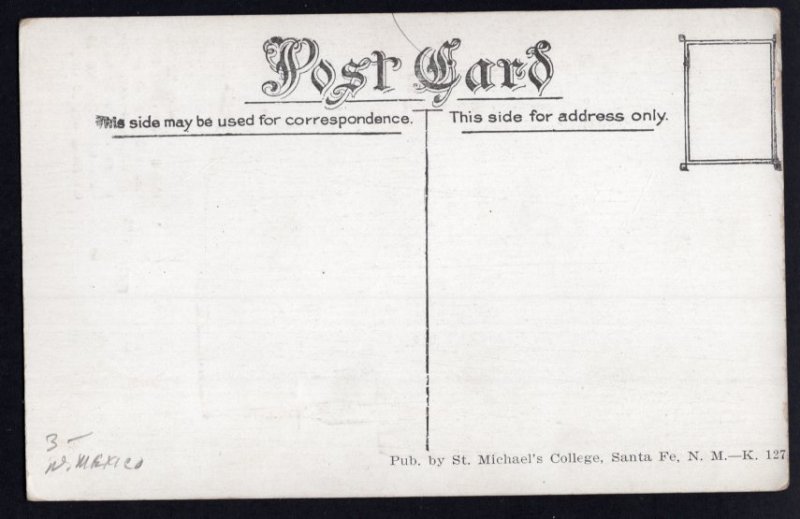 Post Card
This side may be used for correspondence.
This side for address only.
3-
N. MEXICO
Pub. by St. Michael's College, Santa Fe, N. M.—K. 127